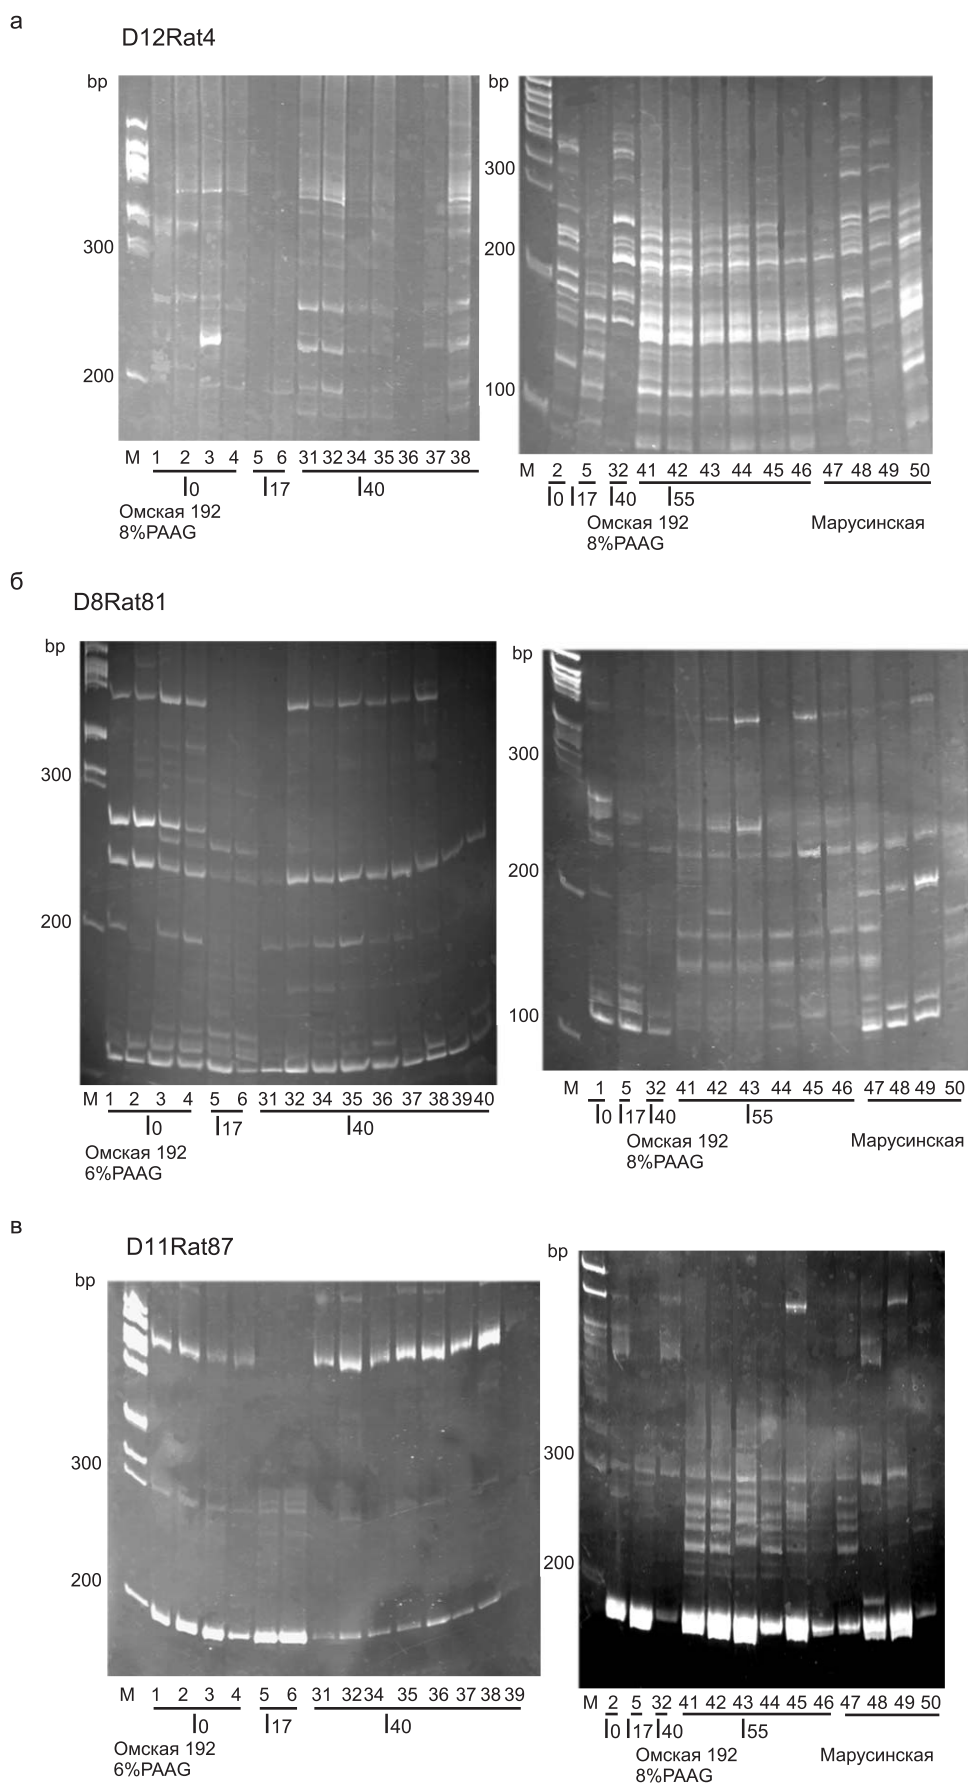 а
D12Rat4
bp
300
200
М 1 2 3 4 5 6 31 32 34 35 36 37 38
I0 I17 I40
Омская 192
8%PAAG
bp
300
200
100
М 2 5 32 41 42 43 44 45 46 47 48 49 50
I0 I17 I40 I55
Омская 192
8%PAAG
Марусинская
б
D8Rat81
bp
300
200
М 1 2 3 4 5 6 31 32 34 35 36 37 38 39 40
I0 I17 I40
Омская 192
6%PAAG
bp
300
200
100
М 1 5 32 41 42 43 44 45 46 47 48 49 50
I0 I17 I40 I55
Омская 192
8%PAAG
Марусинская
в
D11Rat87
bp
300
200
М 1 2 3 4 5 6 31 32 34 35 36 37 38 39
I0 I17 I40
Омская 192
6%PAAG
bp
300
200
М 2 5 32 41 42 43 44 45 46 47 48 49 50
I0 I17 I40 I55
Омская 192
8%PAAG
Марусинская